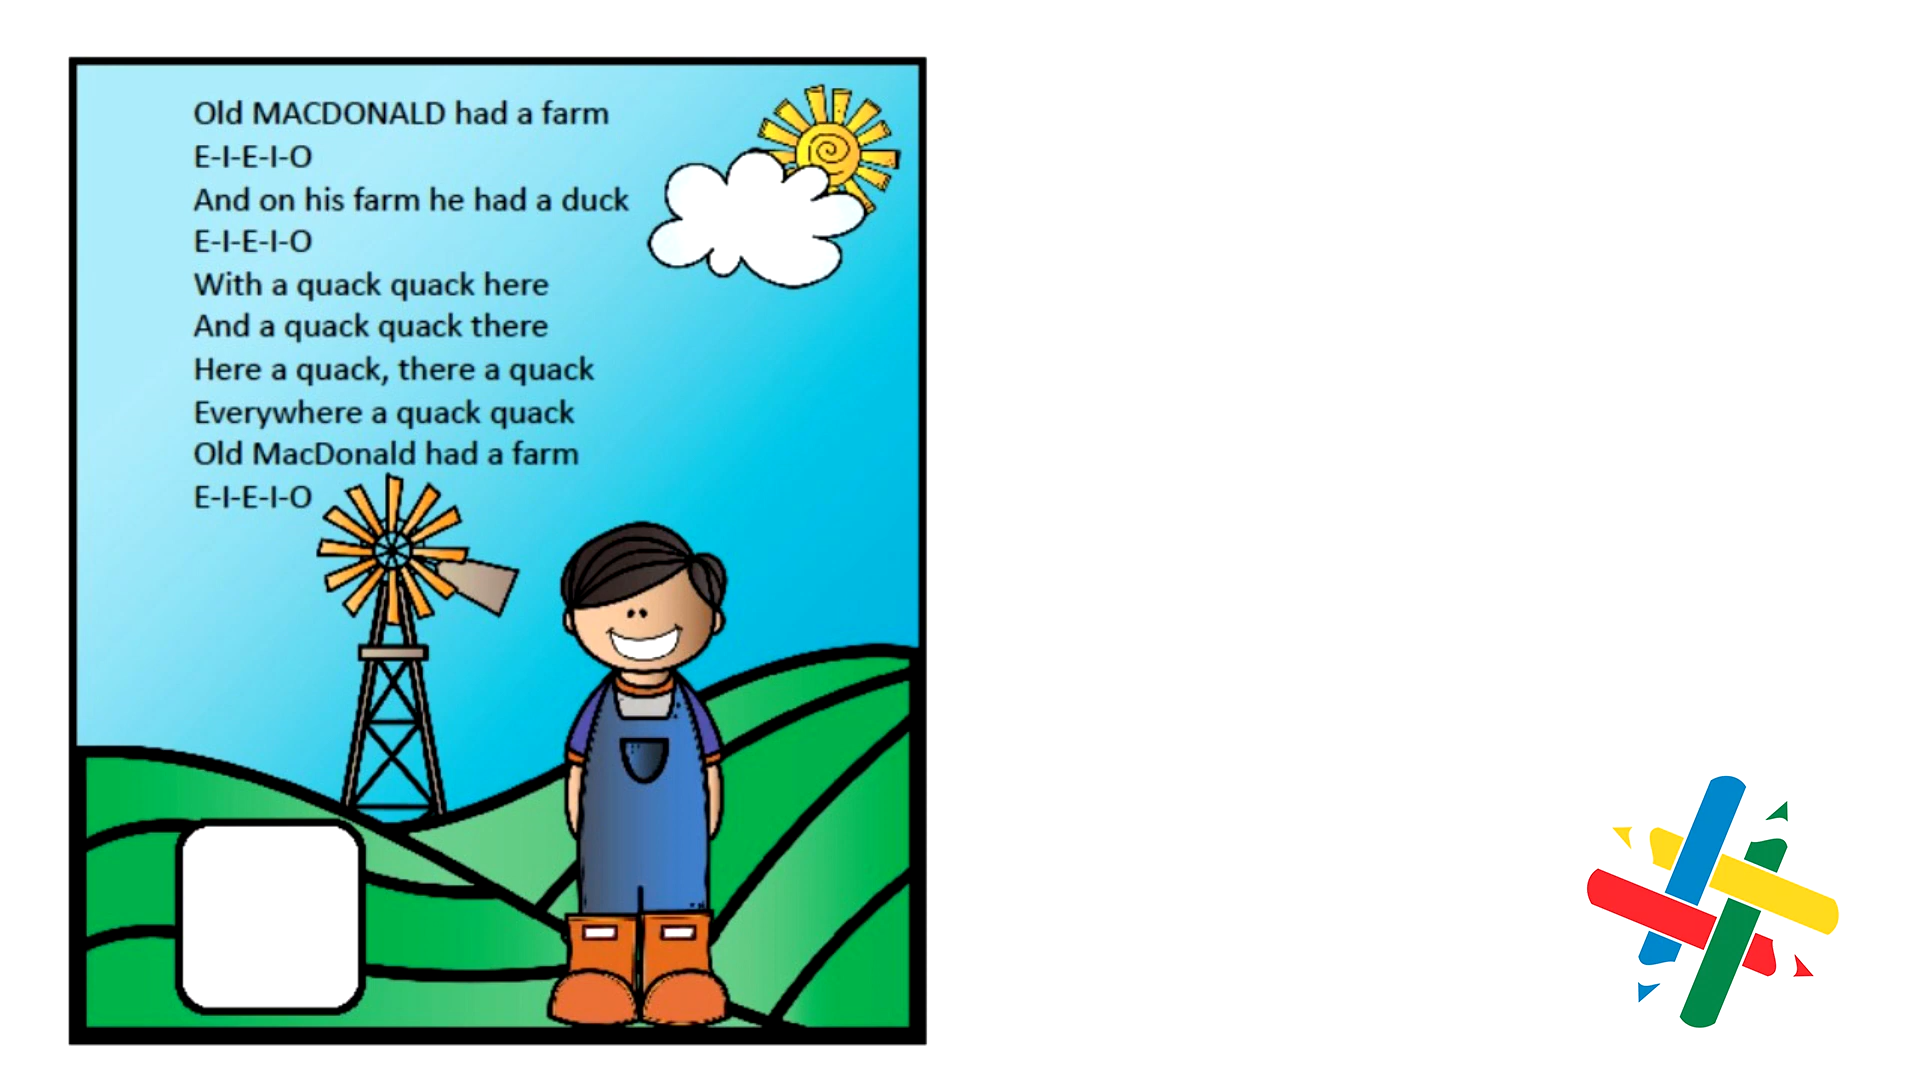 Old MACDONALD had a farm
E-I-E-I-O
And on his farm he had a duck
E-I-E-I-O
With a quack quack here
And a quack quack there
Here a quack, there a quack
Everywhere a quack quack
Old MacDonald had a farm
E-I-E-I-O